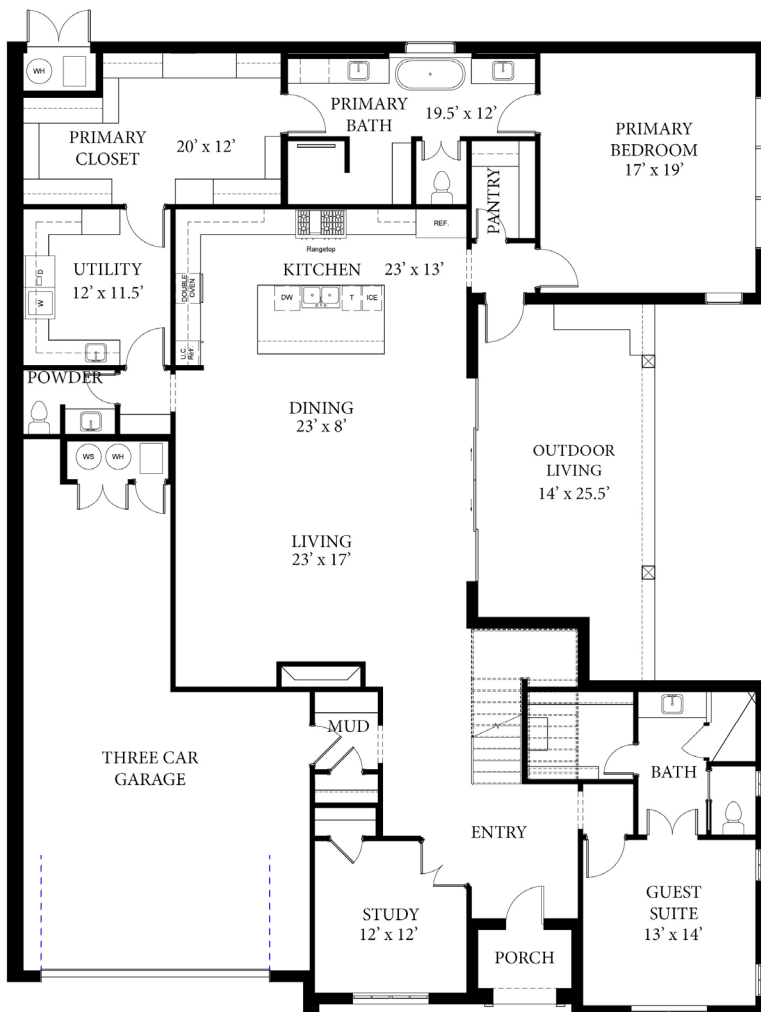 WH
PRIMARY
CLOSET
20' x 12'
PRIMARY
BATH
19.5' x 12'
PRIMARY
BEDROOM
17' x 19'
PANTRY
REF.
Rangetop
KITCHEN 23' x 13'
UTILITY
12' x 11.5'
D
W
DOUBLE
OVEN
DW
T
ICE
U.C.
Ref.
POWDER
DINING
23' x 8'
WS
WH
OUTDOOR
LIVING
14' x 25.5'
LIVING
23' x 17'
MUD
THREE CAR
GARAGE
BATH
ENTRY
STUDY
12' x 12'
GUEST
SUITE
13' x 14'
PORCH